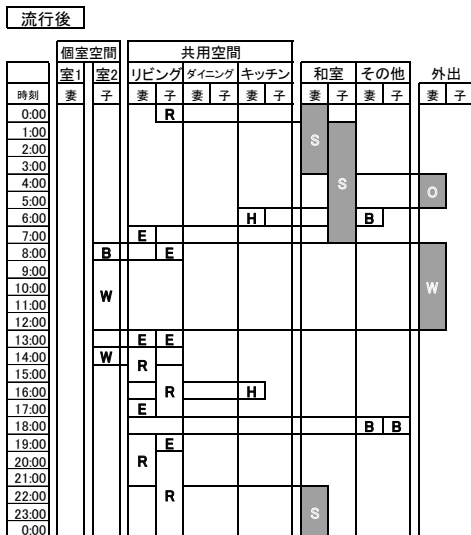 流行後
個室空間 共用空間
室1 室2 リビング ダイニング キッチン 和室 その他 外出
時刻 妻 子 妻 子 妻 子 妻 子 妻 子 妻 子 妻 子
0:00 R
1:00
2:00 S
3:00
4:00 S
5:00 O
6:00 H B
7:00 E
8:00 B E
9:00
10:00 W W
11:00
12:00
13:00 E E
14:00 W R
15:00
16:00 R H
17:00 E
18:00 B B
19:00 E
20:00 R
21:00
22:00 R
23:00 S
0:00